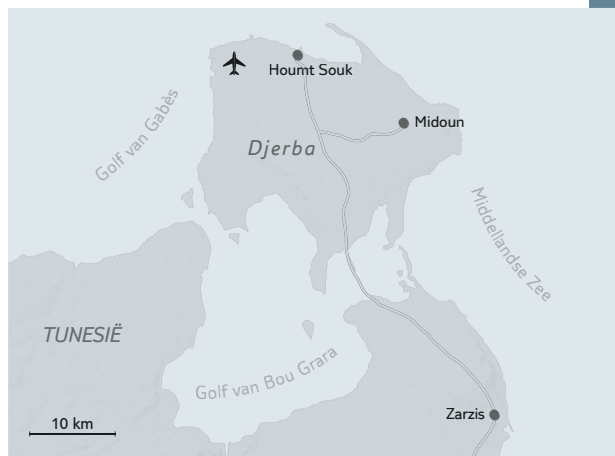 Houmt Souk
Midoun
Golf van Gabès
Djerba
Middellandse Zee
TUNESIË
Golf van Bou Grara
10 km
Zarzis